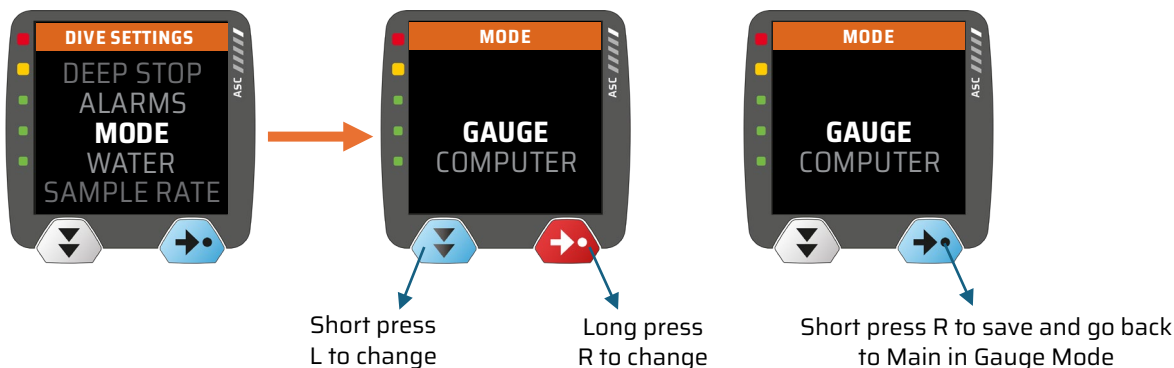 DIVE SETTINGS
DEEP STOP
ALARMS
MODE
WATER
SAMPLE RATE
ASC
MODE
GAUGE
COMPUTER
ASC
MODE
GAUGE
COMPUTER
ASC
Short press
L to change
Long press
R to change
Short press R to save and go back
to Main in Gauge Mode